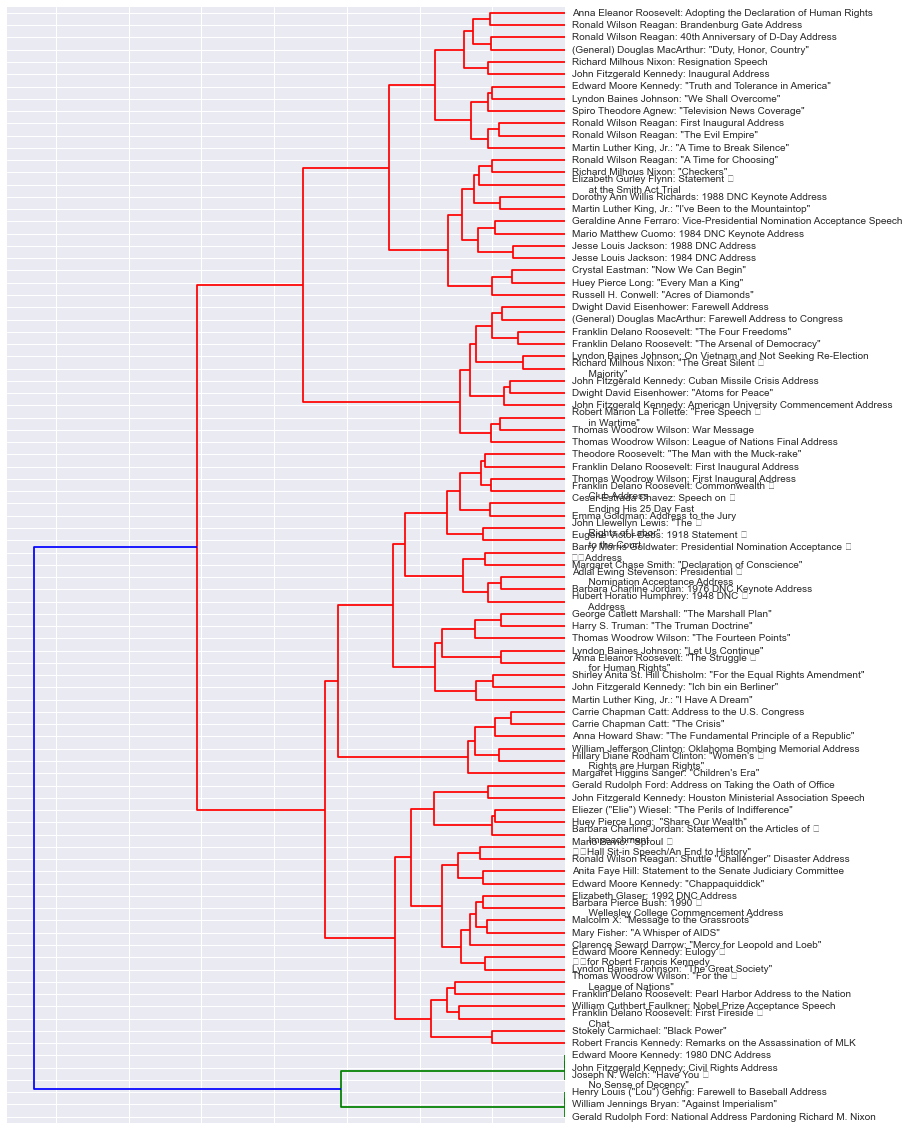 Anna Eleanor Roosevelt: Adopting the Declaration of Human Rights
Ronald Wilson Reagan: Brandenburg Gate Address
Ronald Wilson Reagan: 40th Anniversary of D-Day Address
(General) Douglas MacArthur: "Duty, Honor, Country"
Richard Milhous Nixon: Resignation Speech
John Fitzgerald Kennedy: Inaugural Address
Edward Moore Kennedy: "Truth and Tolerance in America"
Lyndon Baines Johnson: "We Shall Overcome"
Spiro Theodore Agnew: "Television News Coverage"
Ronald Wilson Reagan: First Inaugural Address
Ronald Wilson Reagan: "The Evil Empire"
Martin Luther King, Jr.: "A Time to Break Silence"
Ronald Wilson Reagan: "A Time for Choosing"
Richard Milhous Nixon: "Checkers"
Elizabeth Gurley Flynn: Statement
at the Smith Act Trial
Dorothy Ann Willis Richards: 1988 DNC Keynote Address
Martin Luther King, Jr.: "I've Been to the Mountaintop"
Geraldine Anne Ferraro: Vice-Presidential Nomination Acceptance Speech
Mario Matthew Cuomo: 1984 DNC Keynote Address
Jesse Louis Jackson: 1988 DNC Address
Jesse Louis Jackson: 1984 DNC Address
Crystal Eastman: "Now We Can Begin"
Huey Pierce Long: "Every Man a King"
Russell H. Conwell: "Acres of Diamonds"
Dwight David Eisenhower: Farewell Address
(General) Douglas MacArthur: Farewell Address to Congress
Franklin Delano Roosevelt: "The Four Freedoms"
Franklin Delano Roosevelt: "The Arsenal of Democracy"
Lyndon Baines Johnson: On Vietnam and Not Seeking Re-Election
Richard Milhous Nixon: "The Great Silent
Majority"
John Fitzgerald Kennedy: Cuban Missile Crisis Address
Dwight David Eisenhower: "Atoms for Peace"
John Fitzgerald Kennedy: American University Commencement Address
Robert Marion La Follette: "Free Speech
in Wartime"
Thomas Woodrow Wilson: War Message
Thomas Woodrow Wilson: League of Nations Final Address
Theodore Roosevelt: "The Man with the Muck-rake"
Franklin Delano Roosevelt: First Inaugural Address
Thomas Woodrow Wilson: First Inaugural Address
Franklin Delano Roosevelt: Commonwealth
Club Address
Cesar Estrada Chavez: Speech on
Ending His 25 Day Fast
Emma Goldman: Address to the Jury
John Llewellyn Lewis: "The
Rights of Labor"
Eugene Victor Debs: 1918 Statement
to the Court
Barry Morris Goldwater: Presidential Nomination Acceptance
Address
Margaret Chase Smith: "Declaration of Conscience"
Adlai Ewing Stevenson: Presidential
Nomination Acceptance Address
Barbara Charline Jordan: 1976 DNC Keynote Address
Hubert Horatio Humphrey: 1948 DNC
Address
George Catlett Marshall: "The Marshall Plan"
Harry S. Truman: "The Truman Doctrine"
Thomas Woodrow Wilson: "The Fourteen Points"
Lyndon Baines Johnson: "Let Us Continue"
Anna Eleanor Roosevelt: "The Struggle
for Human Rights"
Shirley Anita St. Hill Chisholm: "For the Equal Rights Amendment"
John Fitzgerald Kennedy: "Ich bin ein Berliner"
Martin Luther King, Jr.: "I Have A Dream"
Carrie Chapman Catt: Address to the U.S. Congress
Carrie Chapman Catt: "The Crisis"
Anna Howard Shaw: "The Fundamental Principle of a Republic"
William Jefferson Clinton: Oklahoma Bombing Memorial Address
Hillary Diane Rodham Clinton: "Women's
Rights are Human Rights"
Margaret Higgins Sanger: "Children's Era"
Gerald Rudolph Ford: Address on Taking the Oath of Office
John Fitzgerald Kennedy: Houston Ministerial Association Speech
Eliezer ("Elie") Wiesel: "The Perils of Indifference"
Huey Pierce Long: "Share Our Wealth"
Barbara Charline Jordan: Statement on the Articles of
Impeachment
Mario Savio: "Sproul
Hall Sit-in Speech/An End to History"
Ronald Wilson Reagan: Shuttle "Challenger" Disaster Address
Anita Faye Hill: Statement to the Senate Judiciary Committee
Edward Moore Kennedy: "Chappaquiddick"
Elizabeth Glaser: 1992 DNC Address
Barbara Pierce Bush: 1990
Wellesley College Commencement Address
Malcolm X: "Message to the Grassroots"
Mary Fisher: "A Whisper of AIDS"
Clarence Seward Darrow: "Mercy for Leopold and Loeb"
Edward Moore Kennedy: Eulogy
for Robert Francis Kennedy
Lyndon Baines Johnson: "The Great Society"
Thomas Woodrow Wilson: "For the
League of Nations"
Franklin Delano Roosevelt: Pearl Harbor Address to the Nation
William Cuthbert Faulkner: Nobel Prize Acceptance Speech
Franklin Delano Roosevelt: First Fireside
Chat
Stokely Carmichael: "Black Power"
Robert Francis Kennedy: Remarks on the Assassination of MLK
Edward Moore Kennedy: 1980 DNC Address
John Fitzgerald Kennedy: Civil Rights Address
Joseph N. Welch: "Have You
No Sense of Decency"
Henry Louis ("Lou") Gehrig: Farewell to Baseball Address
William Jennings Bryan: "Against Imperialism"
Gerald Rudolph Ford: National Address Pardoning Richard M. Nixon